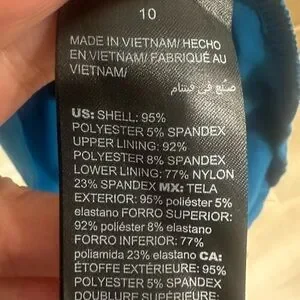 10
MADE IN VIETNAM/ HECHO
EN VIETNAM/ FABRIQUÉ AU
VIETNAM/
صنع في فيتنام
US: SHELL: 95%
POLYESTER 5% SPANDEX
UPPER LINING: 92%
POLYESTER 8% SPANDEX
LOWER LINING: 77% NYLON
23% SPANDEX MX: TELA
EXTERIOR: 95% poliéster 5%
elastano FORRO SUPERIOR:
92% poliéster 8% elastano
FORRO INFERIOR: 77%
poliamida 23% elastano CA:
ÉTOFFE EXTÉRIEURE: 95%
POLYESTER 5% SPANDEX
DOUBLURE SUPÉRIEURE: